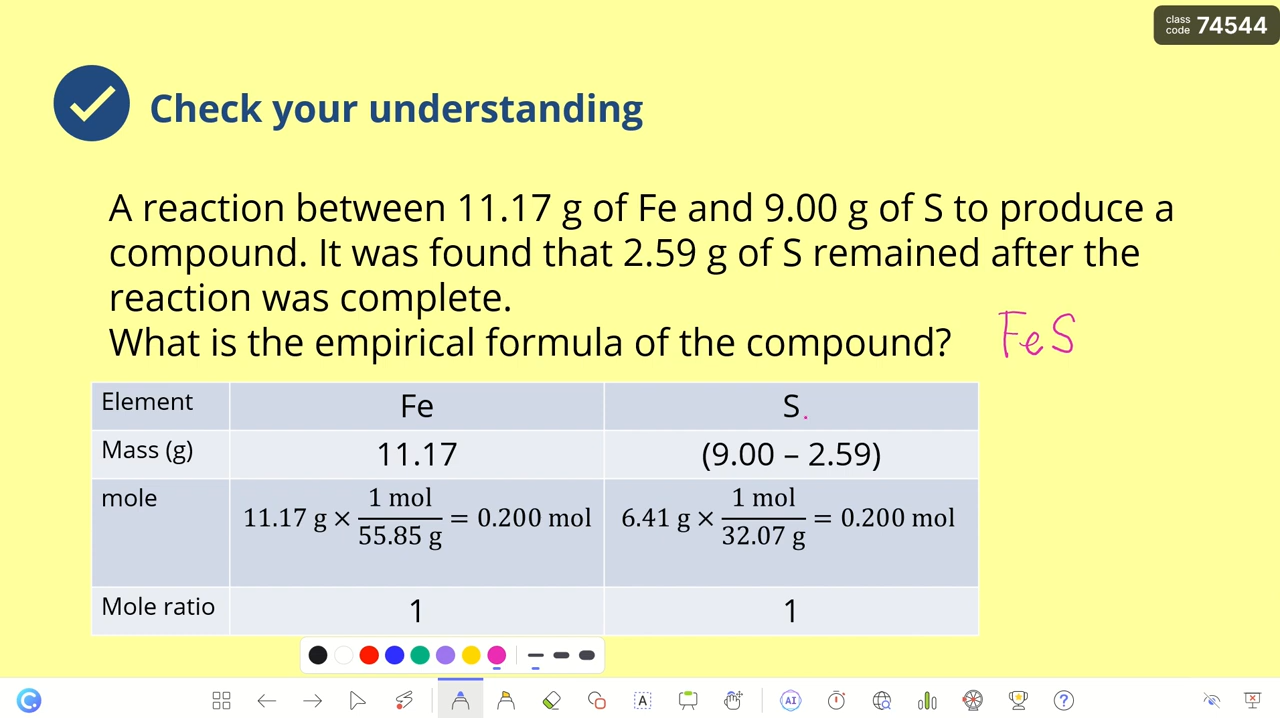 class code 74544
Check your understanding
A reaction between 11.17 g of Fe and 9.00 g of S to produce a
compound. It was found that 2.59 g of S remained after the
reaction was complete.
What is the empirical formula of the compound? FeS
Element Fe S
Mass (g) 11.17 (9.00 – 2.59)
mole 11.17 g × 1 mol / 55.85 g = 0.200 mol 6.41 g × 1 mol / 32.07 g = 0.200 mol
Mole ratio 1 1
A AI ?